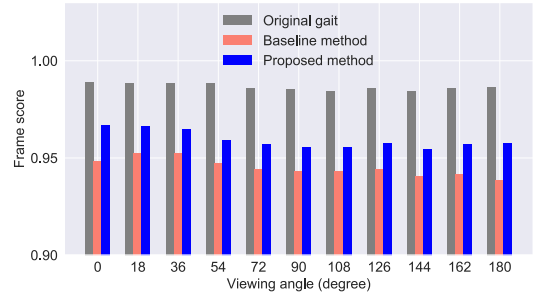 Original gait
Baseline method
Proposed method
1.00
0.95
0.90
Frame score
0 18 36 54 72 90 108 126 144 162 180
Viewing angle (degree)